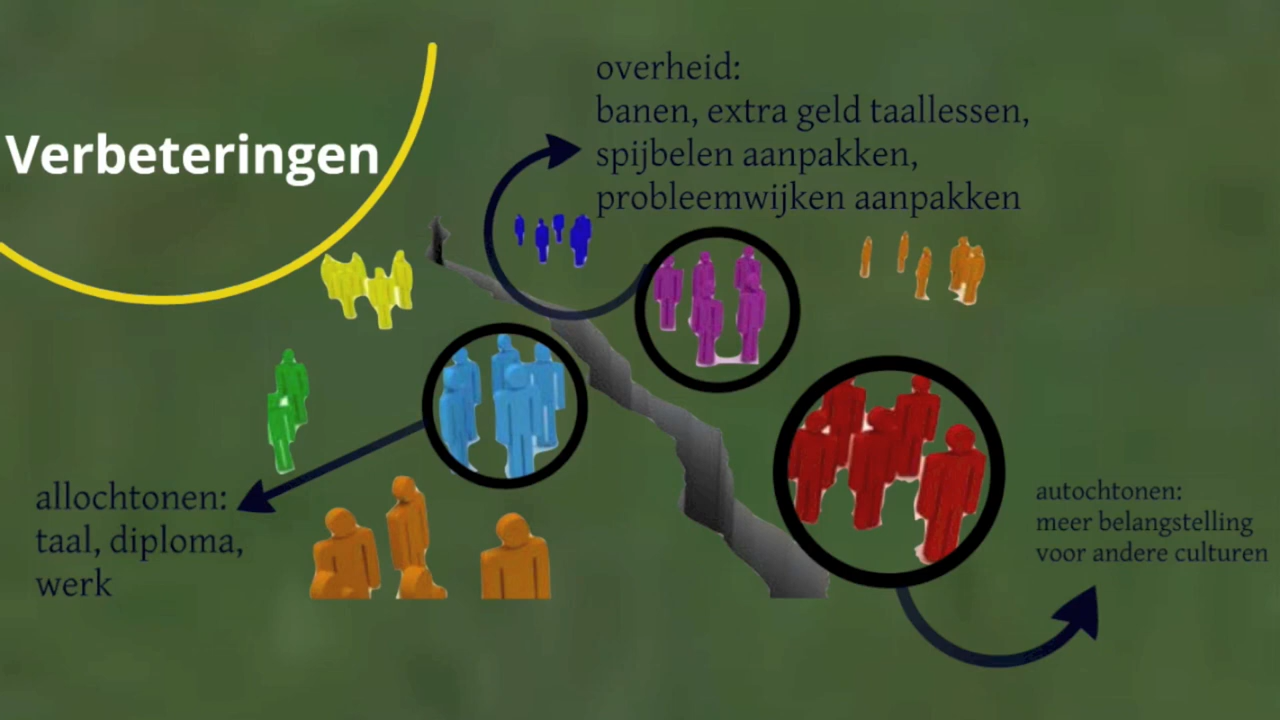 Verbeteringen
overheid:
banen, extra geld taallessen,
spijbelen aanpakken,
probleemwijken aanpakken
allochtonen:
taal, diploma,
werk
autochtonen:
meer belangstelling
voor andere culturen